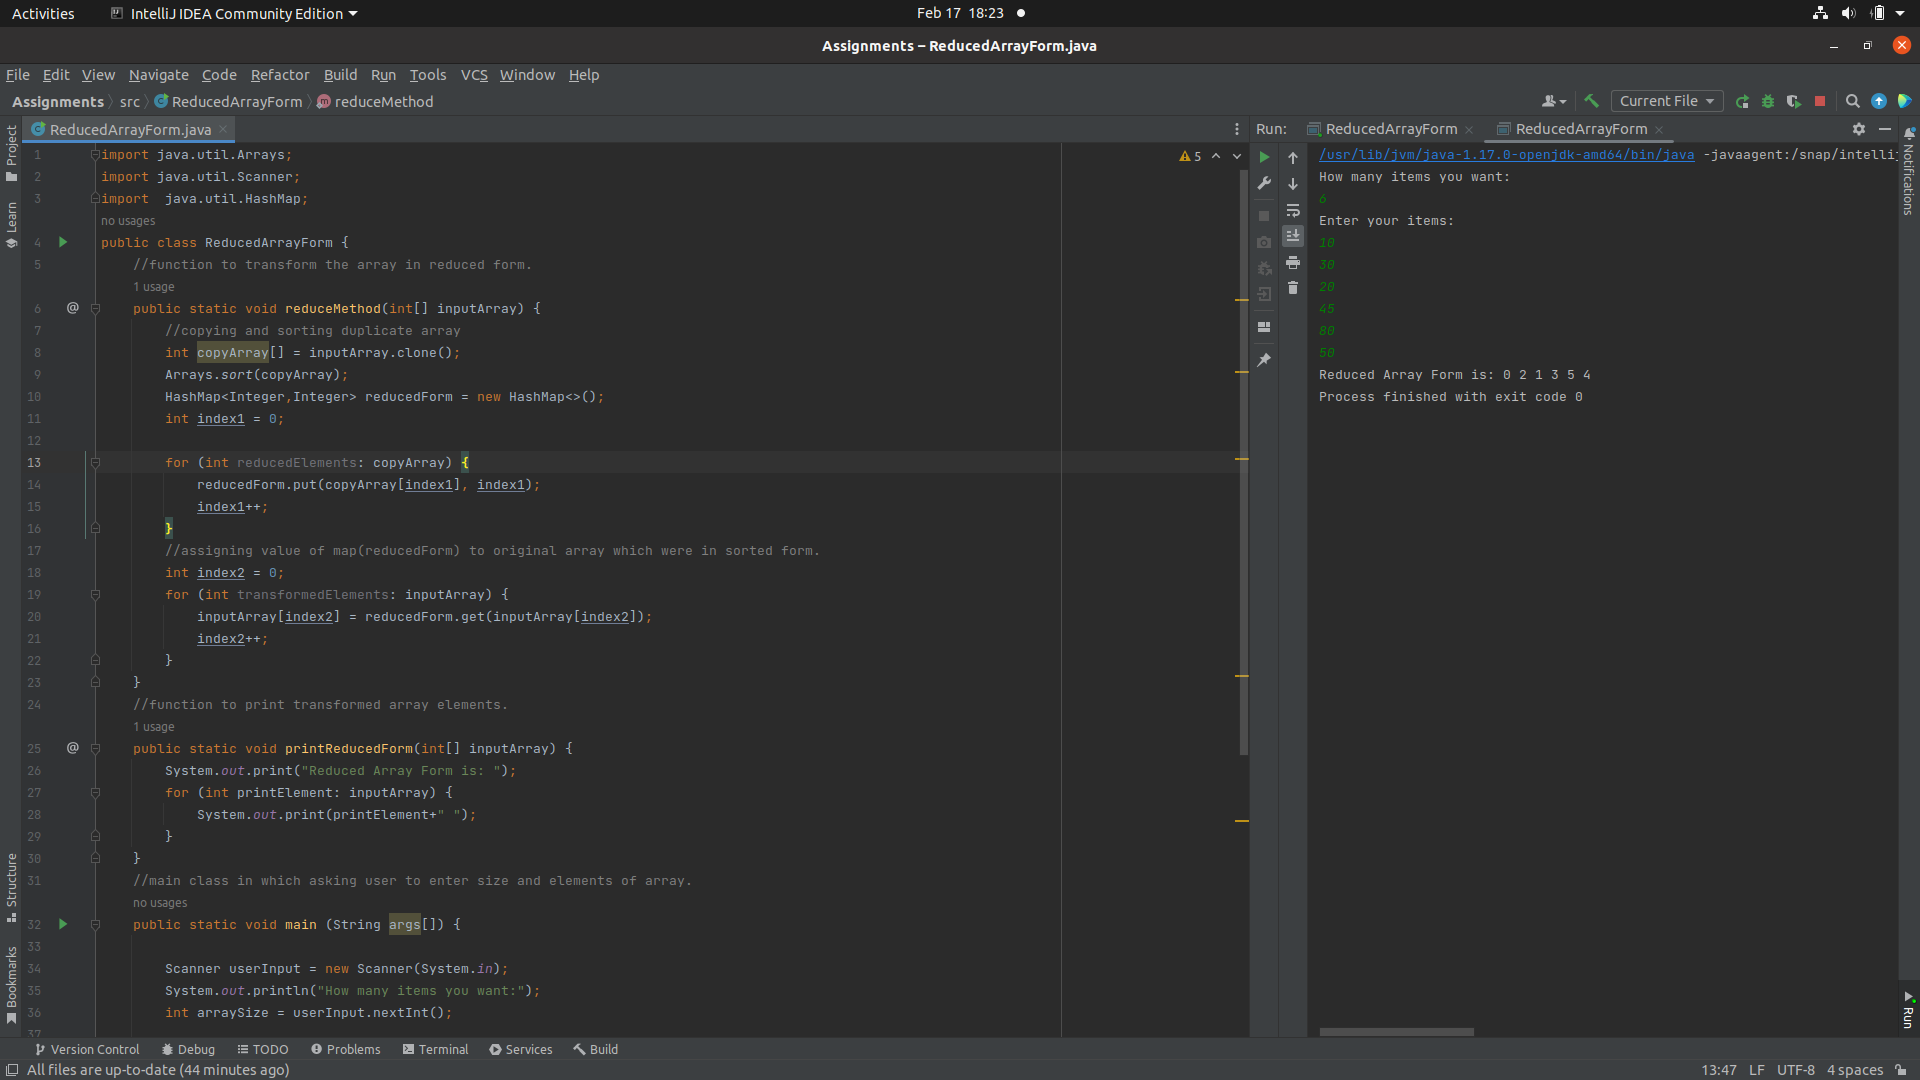 Activities IntelliJ IDEA Community Edition Feb 17 18:23
Assignments – ReducedArrayForm.java
File Edit View Navigate Code Refactor Build Run Tools VCS Window Help
Assignments src ReducedArrayForm reduceMethod Current File
Project
Learn
Structure
Bookmarks
ReducedArrayForm.java
5
1 import java.util.Arrays;
2 import java.util.Scanner;
3 import  java.util.HashMap;
no usages
4 public class ReducedArrayForm {
5 //function to transform the array in reduced form.
1 usage
6 @ public static void reduceMethod(int[] inputArray) {
7 //copying and sorting duplicate array
8 int copyArray[] = inputArray.clone();
9 Arrays.sort(copyArray);
10 HashMap<Integer,Integer> reducedForm = new HashMap<>();
11 int index1 = 0;
12
13 for (int reducedElements: copyArray) {
14 reducedForm.put(copyArray[index1], index1);
15 index1++;
16 }
17 //assigning value of map(reducedForm) to original array which were in sorted form.
18 int index2 = 0;
19 for (int transformedElements: inputArray) {
20 inputArray[index2] = reducedForm.get(inputArray[index2]);
21 index2++;
22 }
23 }
24 //function to print transformed array elements.
1 usage
25 @ public static void printReducedForm(int[] inputArray) {
26 System.out.print("Reduced Array Form is: ");
27 for (int printElement: inputArray) {
28 System.out.print(printElement+" ");
29 }
30 }
31 //main class in which asking user to enter size and elements of array.
no usages
32 public static void main (String args[]) {
33
34 Scanner userInput = new Scanner(System.in);
35 System.out.println("How many items you want:");
36 int arraySize = userInput.nextInt();
37
Run: ReducedArrayForm ReducedArrayForm
/usr/lib/jvm/java-1.17.0-openjdk-amd64/bin/java -javaagent:/snap/intellij
How many items you want:
6
Enter your items:
10
30
20
45
80
50
Reduced Array Form is: 0 2 1 3 5 4
Process finished with exit code 0
Notifications
Run
Version Control Debug TODO Problems Terminal Services Build
All files are up-to-date (44 minutes ago) 13:47 LF UTF-8 4 spaces